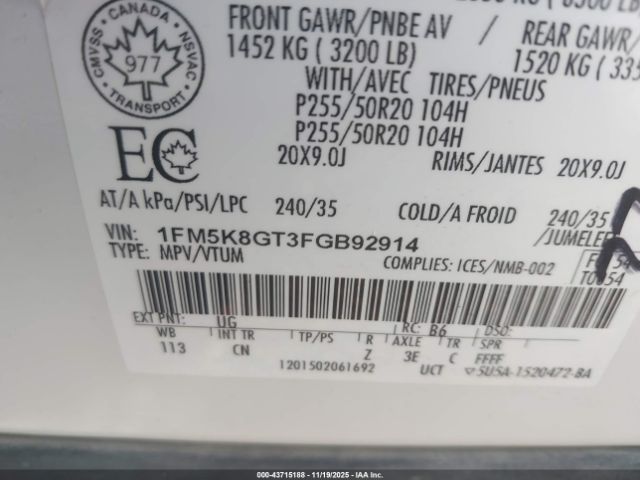 FRONT GAWR/PNBE AV / REAR GAWR/
1452 KG ( 3200 LB) 1520 KG ( 335
WITH/AVEC TIRES/PNEUS
P255/50R20 104H
P255/50R20 104H
20X9.0J RIMS/JANTES 20X9.0J
CANADA
CMVSS NSVAC
977
TRANSPORT
EC
AT/A kPa/PSI/LPC 240/35 COLD/A FROID 240/35
VIN: 1FM5K8GT3FGB92914 /JUMELE
TYPE: MPV/VTUM COMPLIES: ICES/NMB-002
EXT PNT: UG RC: B6 DSO:
WB INT TR TP/PS R AXLE TR SPR
113 CN Z 3E C FFFF
1201502061692 UCT 5U5A-1520472-BA
000-43715188 - 11/19/2025 - Copyright IAA, Inc.